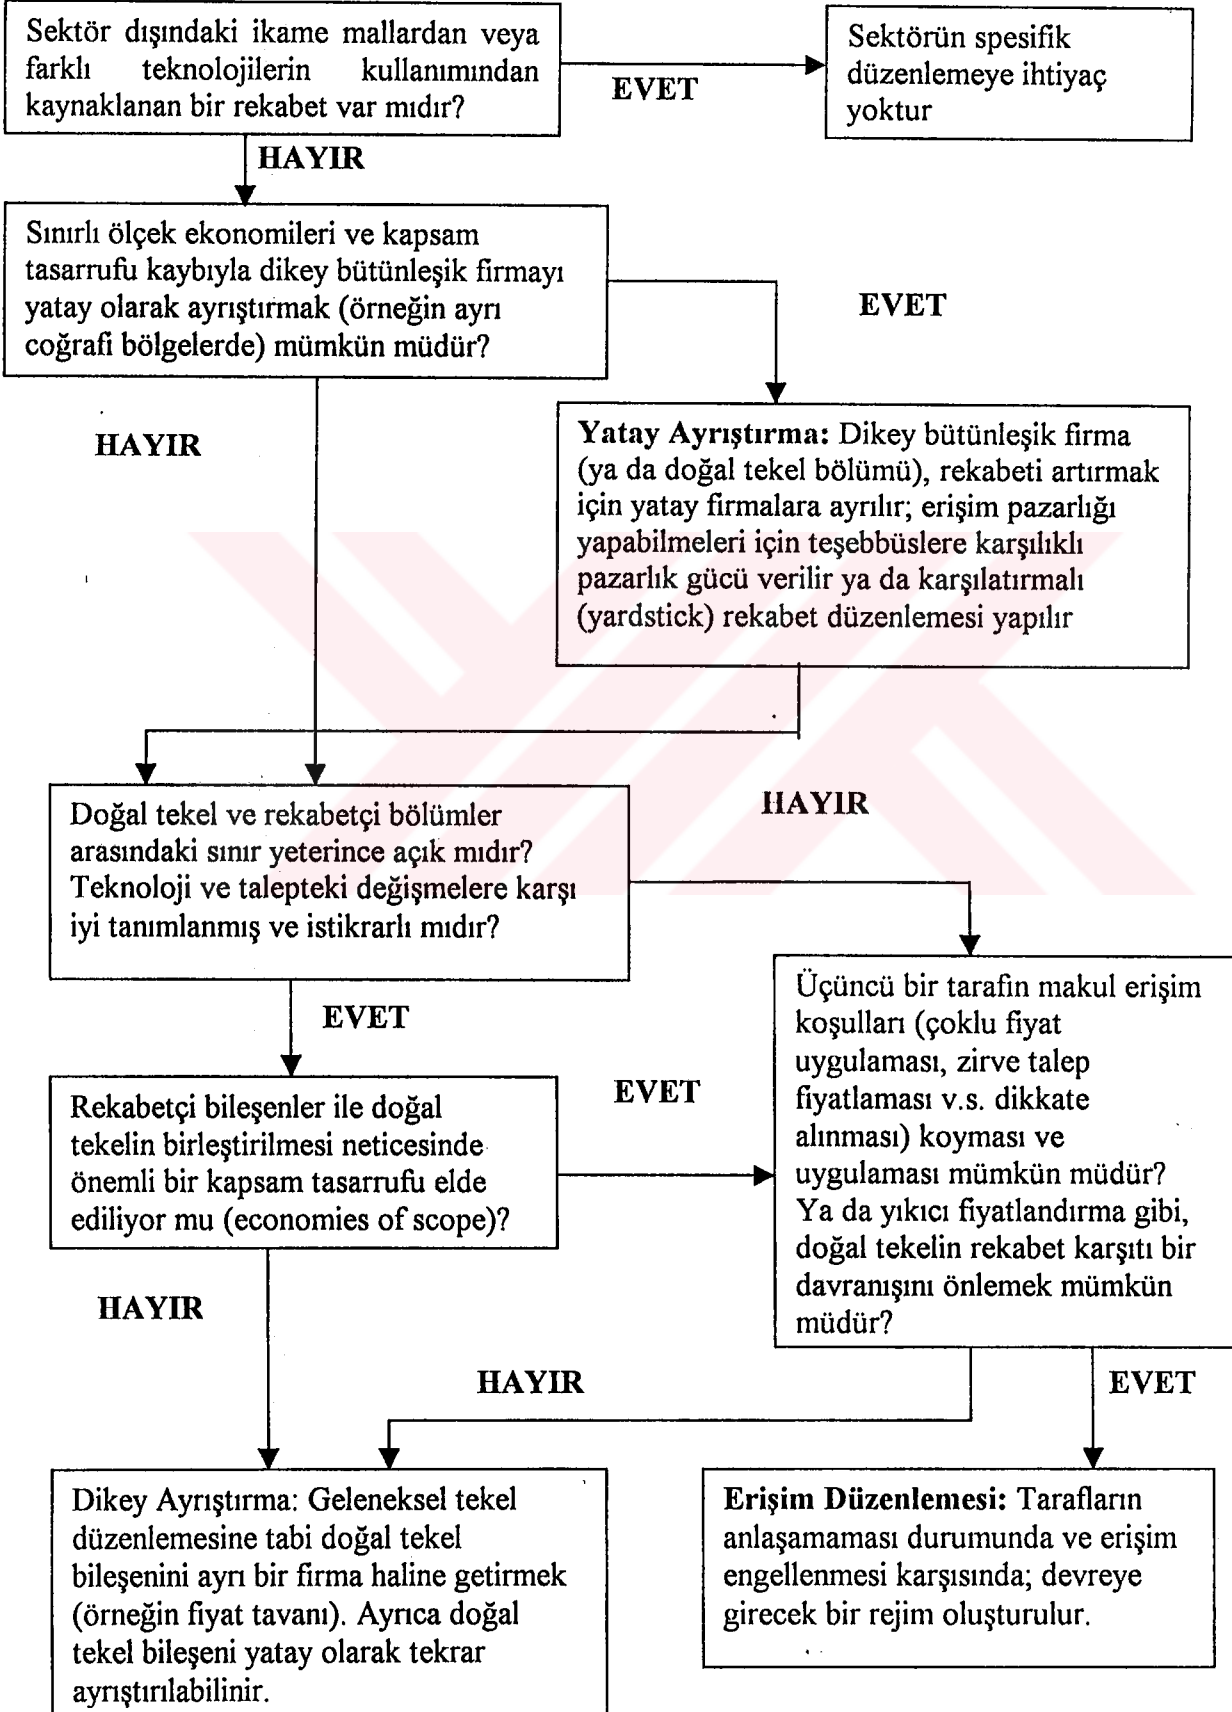 Sektör dışındaki ikame mallardan veya
farklı teknolojilerin kullanımından
kaynaklanan bir rekabet var mıdır?
EVET
Sektörün spesifik
düzenlemeye ihtiyaç
yoktur
HAYIR
Sınırlı ölçek ekonomileri ve kapsam
tasarrufu kaybıyla dikey bütünleşik firmayı
yatay olarak ayrıştırmak (örneğin ayrı
coğrafi bölgelerde) mümkün müdür?
EVET
HAYIR
Yatay Ayrıştırma: Dikey bütünleşik firma
(ya da doğal tekel bölümü), rekabeti artırmak
için yatay firmalara ayrılır; erişim pazarlığı
yapabilmeleri için teşebbüslere karşılıklı
pazarlık gücü verilir ya da karşılatırmalı
(yardstick) rekabet düzenlemesi yapılır
Doğal tekel ve rekabetçi bölümler
arasındaki sınır yeterince açık mıdır?
Teknoloji ve talepteki değişmelere karşı
iyi tanımlanmış ve istikrarlı mıdır?
HAYIR
EVET
Üçüncü bir tarafin makul erişim
koşulları (çoklu fiyat
uygulaması, zirve talep
fiyatlaması v.s. dikkate
alınması) koyması ve
uygulaması mümkün müdür?
Ya da yıkıcı fiyatlandırma gibi,
doğal tekelin rekabet karşıtı bir
davranışını önlemek mümkün
müdür?
Rekabetçi bileşenler ile doğal
tekelin birleştirilmesi neticesinde
önemli bir kapsam tasarrufu elde
ediliyor mu (economies of scope)?
EVET
HAYIR
HAYIR
EVET
Dikey Ayrıştırma: Geleneksel tekel
düzenlemesine tabi doğal tekel
bileşenini ayrı bir firma haline getirmek
(örneğin fiyat tavanı). Ayrıca doğal
tekel bileşeni yatay olarak tekrar
ayrıştırılabilinir.
Erişim Düzenlemesi: Tarafların
anlaşamaması durumunda ve erişim
engellenmesi karşısında; devreye
girecek bir rejim oluşturulur.